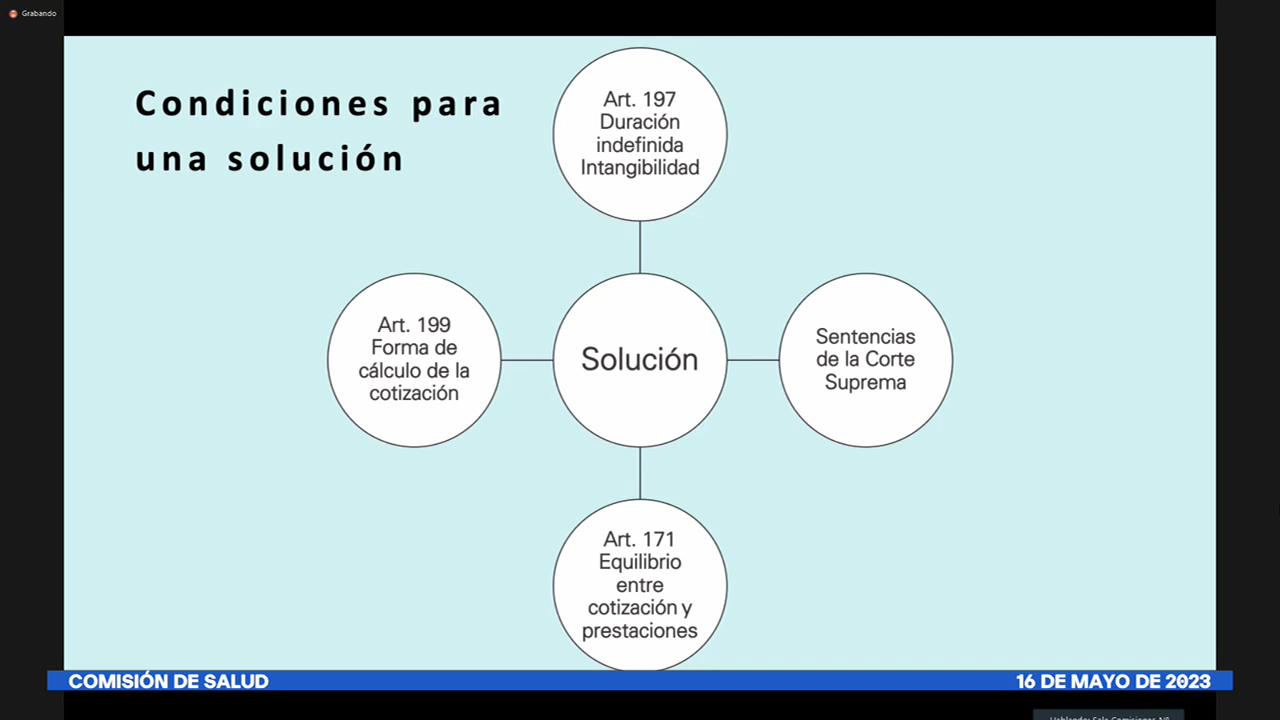 Grabando
Condiciones para
una solución
Art. 197
Duración
indefinida
Intangibilidad
Art. 199
Forma de
cálculo de la
cotización
Solución
Sentencias
de la Corte
Suprema
Art. 171
Equilibrio
entre
cotización y
prestaciones
COMISIÓN DE SALUD
16 DE MAYO DE 2023